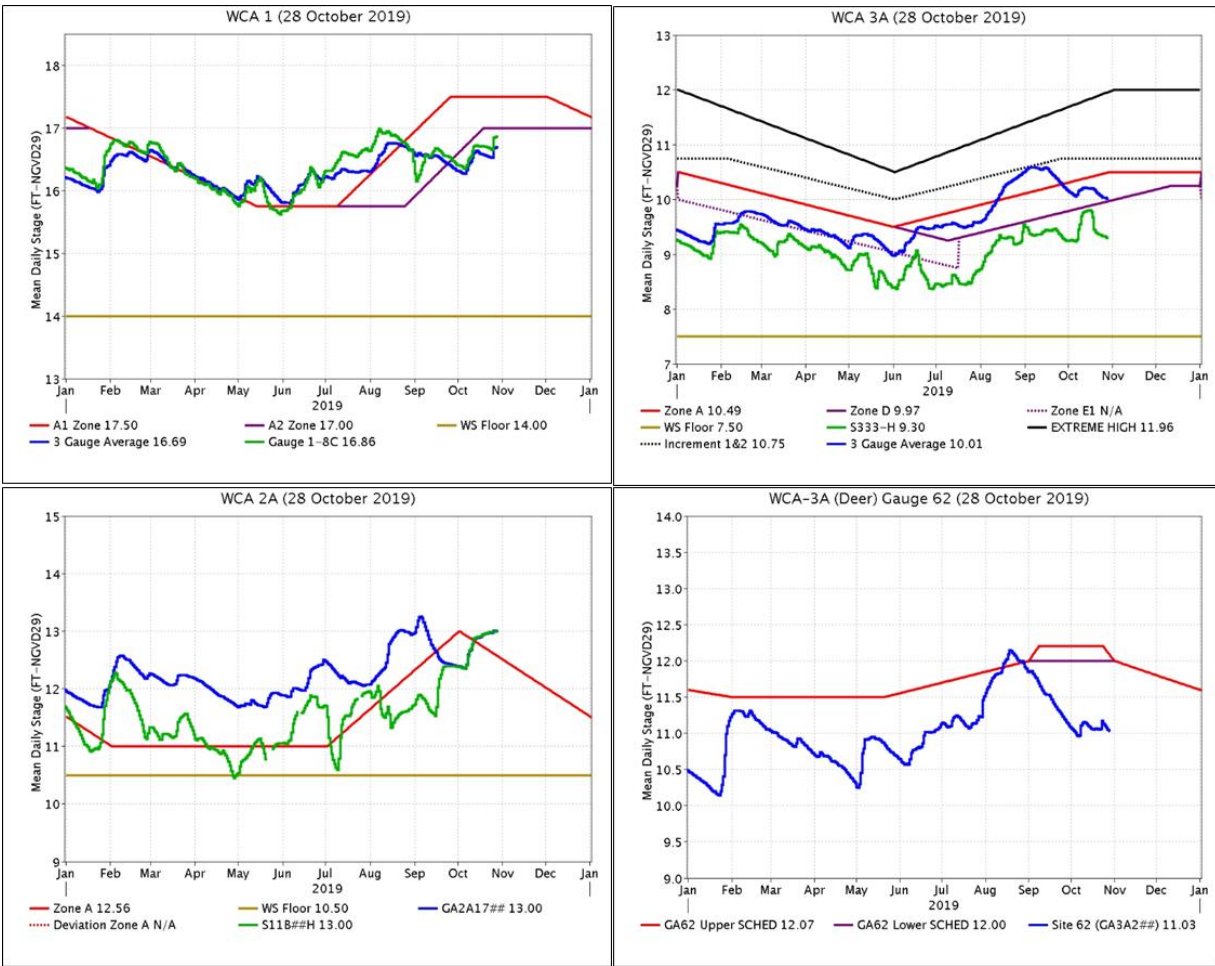 WCA 1 (28 October 2019)
Mean Daily Stage (FT-NGVD29)
18
17
16
15
14
13
Jan Feb Mar Apr May Jun Jul Aug Sep Oct Nov Dec Jan
2019
A1 Zone 17.50 A2 Zone 17.00 WS Floor 14.00
3 Gauge Average 16.69 Gauge 1-8C 16.86
WCA 3A (28 October 2019)
Mean Daily Stage (FT-NGVD29)
13
12
11
10
9
8
7
Jan Feb Mar Apr May Jun Jul Aug Sep Oct Nov Dec Jan
2019
Zone A 10.49 Zone D 9.97 Zone E1 N/A
WS Floor 7.50 S333-H 9.30 EXTREME HIGH 11.96
Increment 1&2 10.75 3 Gauge Average 10.01
WCA 2A (28 October 2019)
Mean Daily Stage (FT-NGVD29)
15
14
13
12
11
10
9
Jan Feb Mar Apr May Jun Jul Aug Sep Oct Nov Dec Jan
2019
Zone A 12.56 WS Floor 10.50 GA2A17## 13.00
Deviation Zone A N/A S11B##H 13.00
WCA-3A (Deer) Gauge 62 (28 October 2019)
Mean Daily Stage (FT-NGVD29)
14.0
13.5
13.0
12.5
12.0
11.5
11.0
10.5
10.0
9.5
9.0
Jan Feb Mar Apr May Jun Jul Aug Sep Oct Nov Dec Jan
2019
GA62 Upper SCHED 12.07 GA62 Lower SCHED 12.00 Site 62 (GA3A2##) 11.03